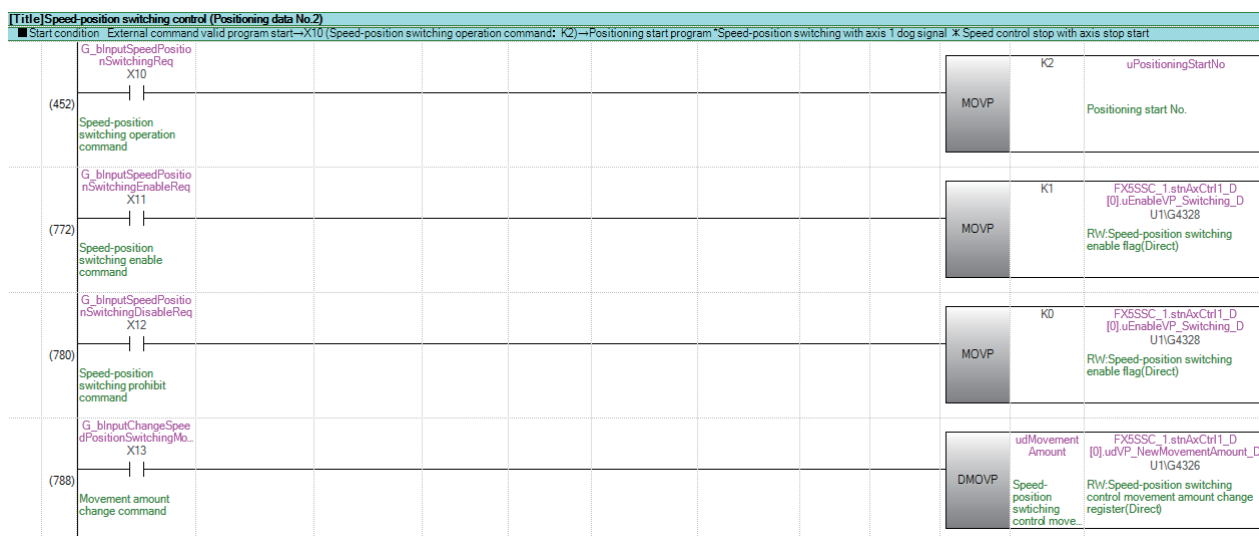 [Title]Speed-position switching control (Positioning data No.2)
■Start condition External command valid program start→X10 (Speed-position switching operation command: K2)→Positioning start program *Speed-position switching with axis 1 dog signal ※Speed control stop with axis stop start
G_bInputSpeedPositio
nSwitchingReq
X10
(452)
Speed-position
switching operation
command
MOVP
K2
uPositioningStartNo
Positioning start No.
G_bInputSpeedPositio
nSwitchingEnableReq
X11
(772)
Speed-position
switching enable
command
MOVP
K1
FX5SSC_1.stnAxCtrl1_D
[0].uEnableVP_Switching_D
U1\G4328
RW:Speed-position switching
enable flag(Direct)
G_bInputSpeedPositio
nSwitchingDisableReq
X12
(780)
Speed-position
switching prohibit
command
MOVP
K0
FX5SSC_1.stnAxCtrl1_D
[0].uEnableVP_Switching_D
U1\G4328
RW:Speed-position switching
enable flag(Direct)
G_bInputChangeSpee
dPositionSwitchingMo...
X13
(788)
Movement amount
change command
DMOVP
udMovement
Amount
Speed-
position
swtiching
control move...
FX5SSC_1.stnAxCtrl1_D
[0].udVP_NewMovementAmount_D
U1\G4326
RW:Speed-position switching
control movement amount change
register(Direct)